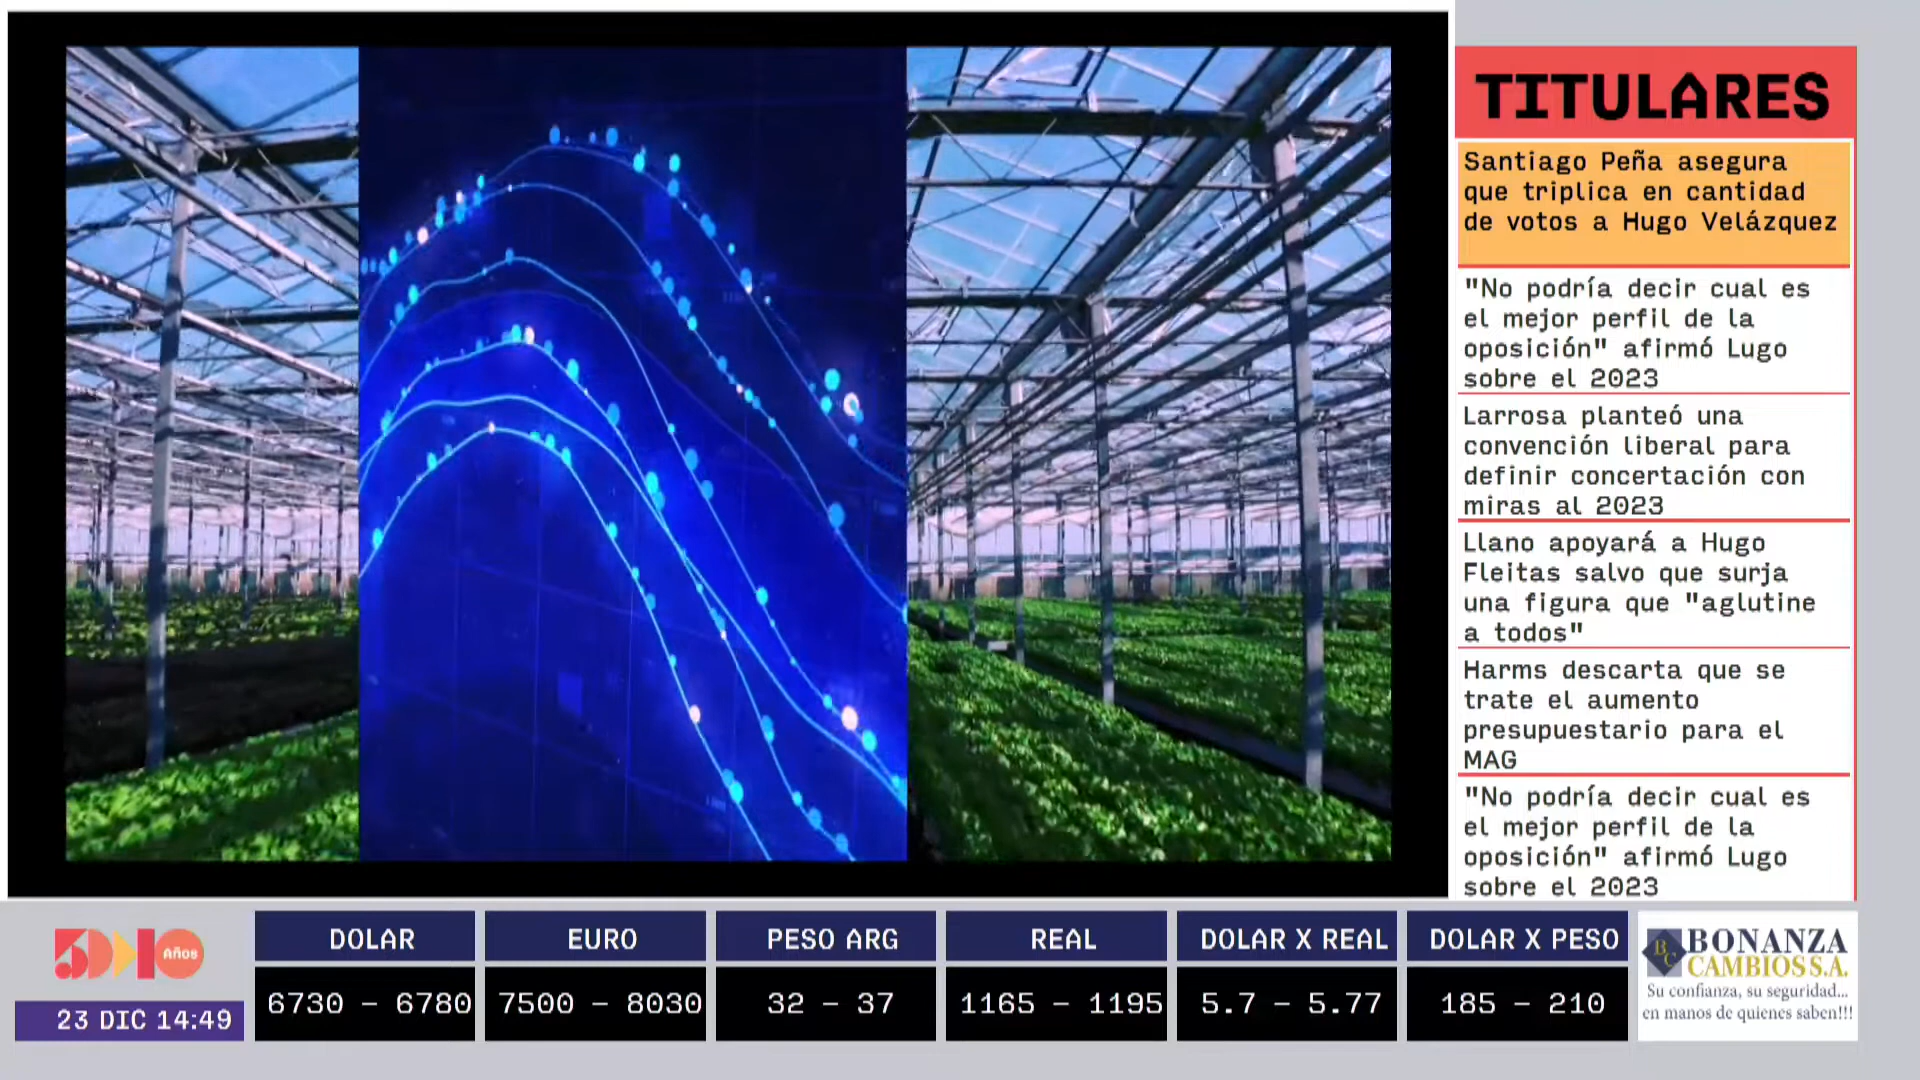 TITULARES
Santiago Peña asegura
que triplica en cantidad
de votos a Hugo Velázquez
"No podría decir cual es
el mejor perfil de la
oposición" afirmó Lugo
sobre el 2023
Larrosa planteó una
convención liberal para
definir concertación con
miras al 2023
Llano apoyará a Hugo
Fleitas salvo que surja
una figura que "aglutine
a todos"
Harms descarta que se
trate el aumento
presupuestario para el
MAG
"No podría decir cual es
el mejor perfil de la
oposición" afirmó Lugo
sobre el 2023
Años
23 DIC 14:49
DOLAR
6730 - 6780
EURO
7500 - 8030
PESO ARG
32 - 37
REAL
1165 - 1195
DOLAR X REAL
5.7 - 5.77
DOLAR X PESO
185 - 210
BC
BONANZA
CAMBIOS S.A.
Su confianza, su seguridad...
en manos de quienes saben!!!